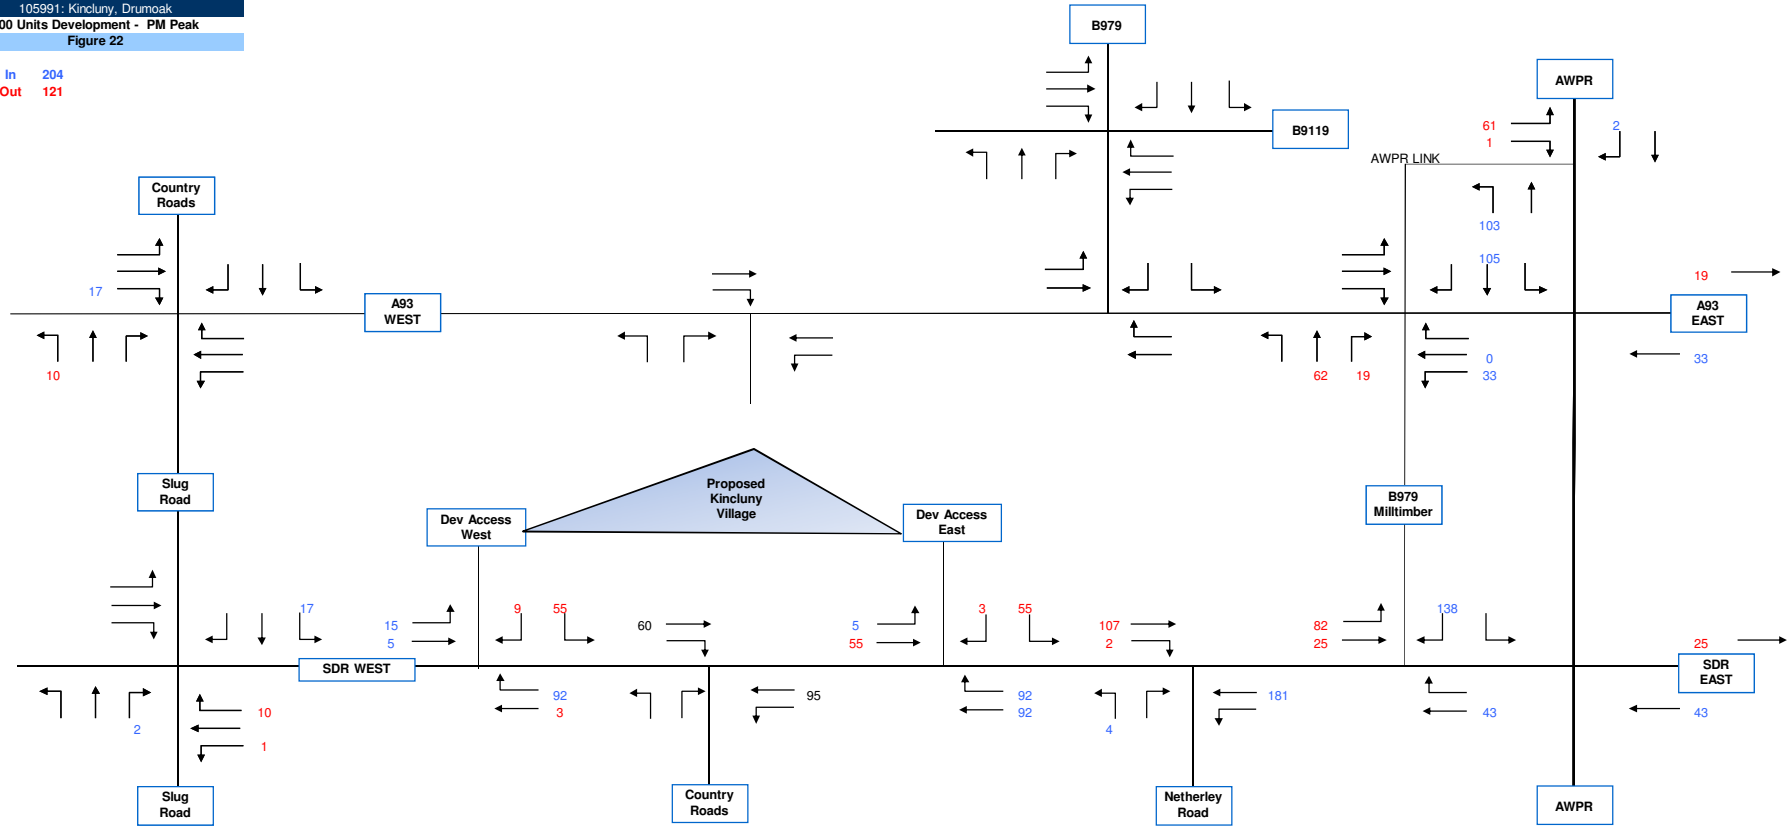 105991: Kincluny, Drumoak
00 Units Development - PM Peak
Figure 22
In 204
Out 121
B979
AWPR
B9119
61
1
2
AWPR LINK
103
105
Country
Roads
17
10
A93
WEST
19
A93
EAST
33
0
33
62 19
Slug
Road
Proposed
Kincluny
Village
Dev Access
West
Dev Access
East
B979
Milltimber
17
15
5
9 55
60
5
55
3 55
107
2
82
25
138
25
SDR WEST
SDR
EAST
2
10
1
92
3
95
92
92
4
181
43
43
Slug
Road
Country
Roads
Netherley
Road
AWPR